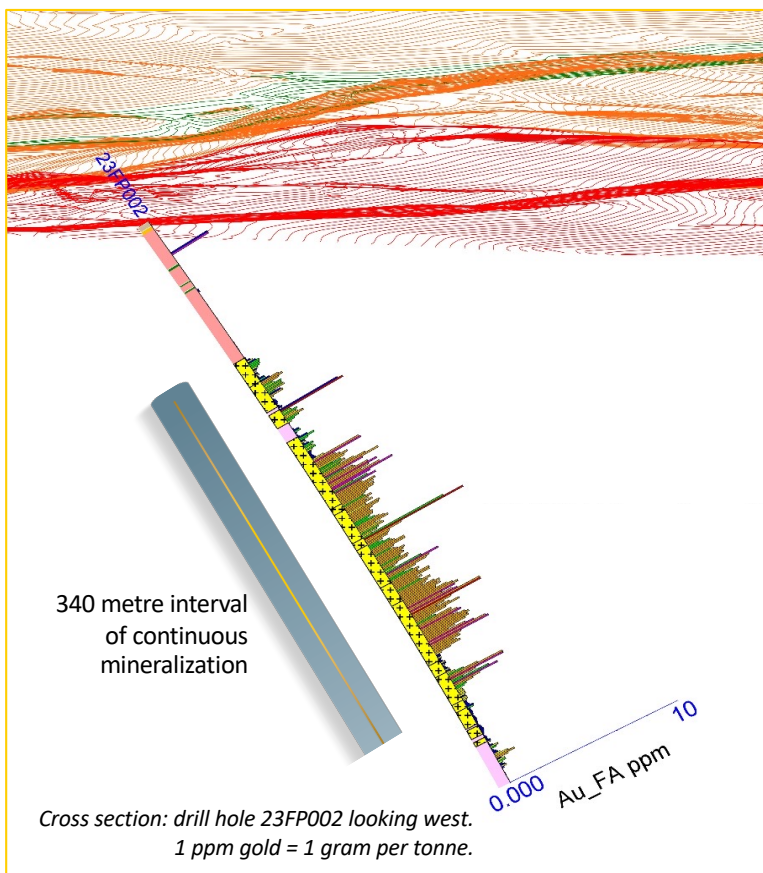 23FP002
340 metre interval
of continuous
mineralization
10
0.000
Au_FA ppm
Cross section: drill hole 23FP002 looking west.
1 ppm gold = 1 gram per tonne.